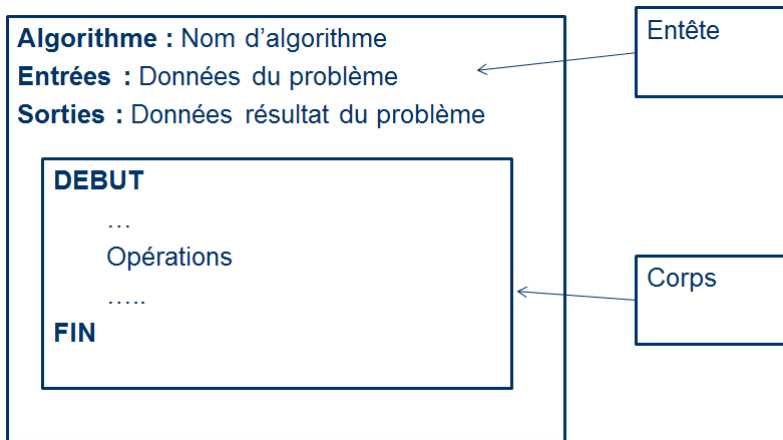 Algorithme : Nom d'algorithme
Entrées : Données du problème
Sorties : Données résultat du problème
DEBUT
...
Opérations
.....
FIN
Entête
Corps